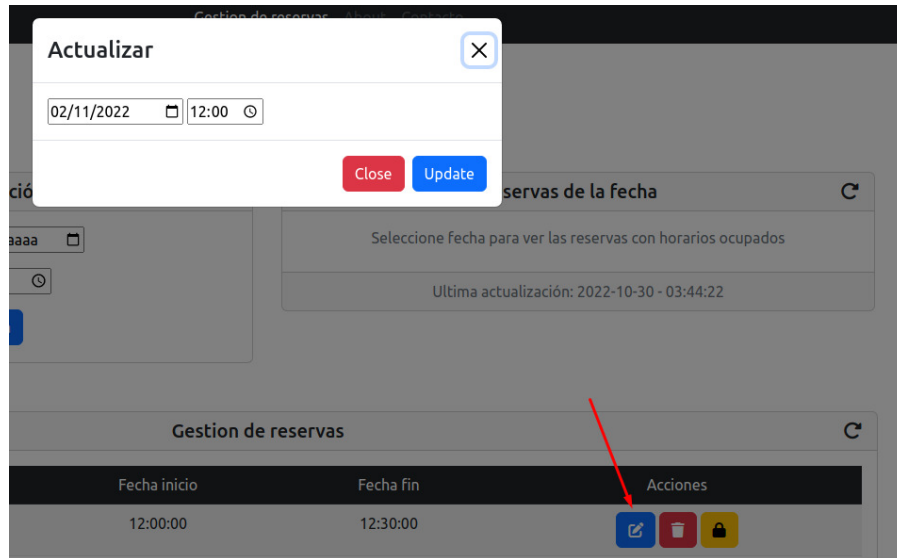 Gestion de reservas About Contacto
Actualizar
02/11/2022 12:00
Close Update
ció
servas de la fecha
aaaa
Seleccione fecha para ver las reservas con horarios ocupados
Ultima actualización: 2022-10-30 - 03:44:22
Gestion de reservas
Fecha inicio Fecha fin Acciones
12:00:00 12:30:00